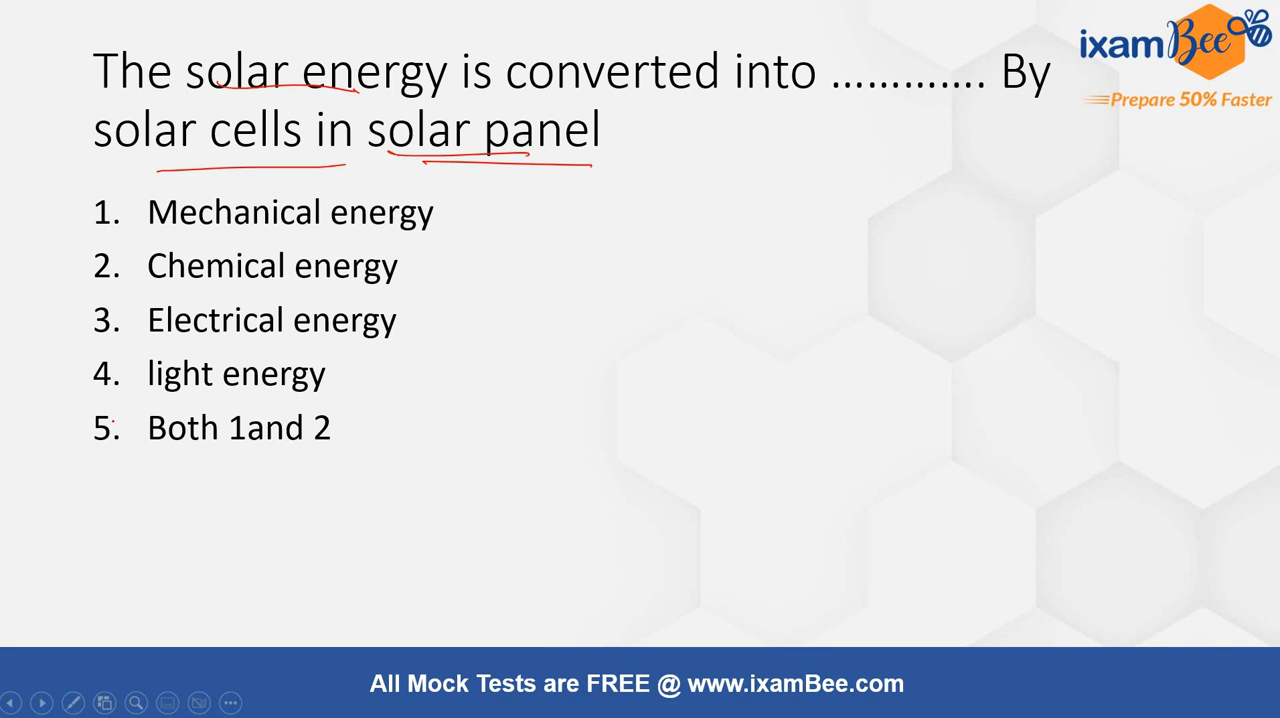 ixamBee
Prepare 50% Faster
The solar energy is converted into …………. By
solar cells in solar panel
1. Mechanical energy
2. Chemical energy
3. Electrical energy
4. light energy
5. Both 1and 2
All Mock Tests are FREE @ www.ixamBee.com